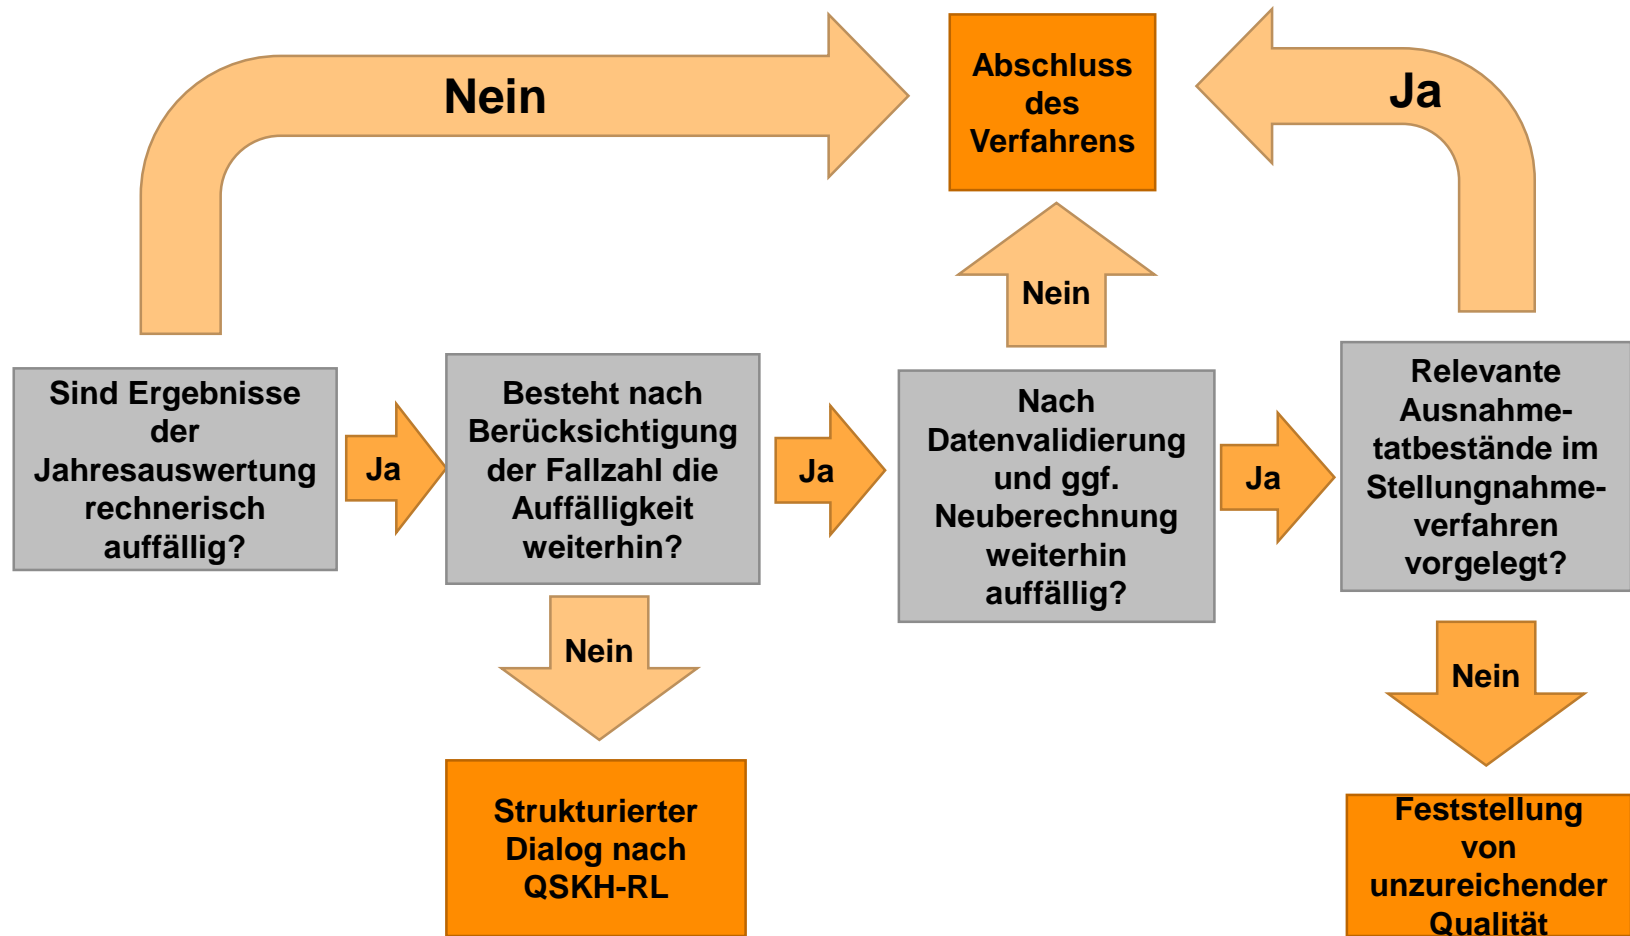 Nein
Abschluss
des
Verfahrens
Ja
Nein
Sind Ergebnisse
der
Jahresauswertung
rechnerisch
auffällig?
Ja
Besteht nach
Berücksichtigung
der Fallzahl die
Auffälligkeit
weiterhin?
Ja
Nach
Datenvalidierung
und ggf.
Neuberechnung
weiterhin
auffällig?
Ja
Relevante
Ausnahme-
tatbestände im
Stellungnahme-
verfahren
vorgelegt?
Nein
Nein
Strukturierter
Dialog nach
QSKH-RL
Feststellung
von
unzureichender
Qualität